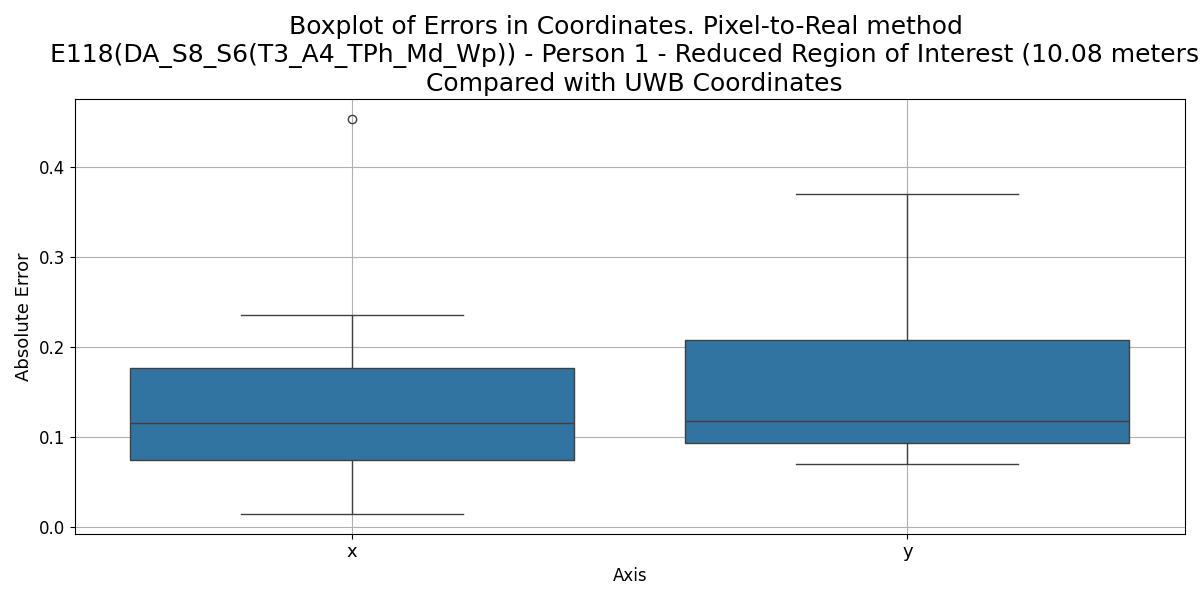 Boxplot of Errors in Coordinates. Pixel-to-Real method
E118(DA_S8_S6(T3_A4_TPh_Md_Wp)) - Person 1 - Reduced Region of Interest (10.08 meters
Compared with UWB Coordinates
0.4
0.3
0.2
0.1
0.0
Absolute Error
x
y
Axis